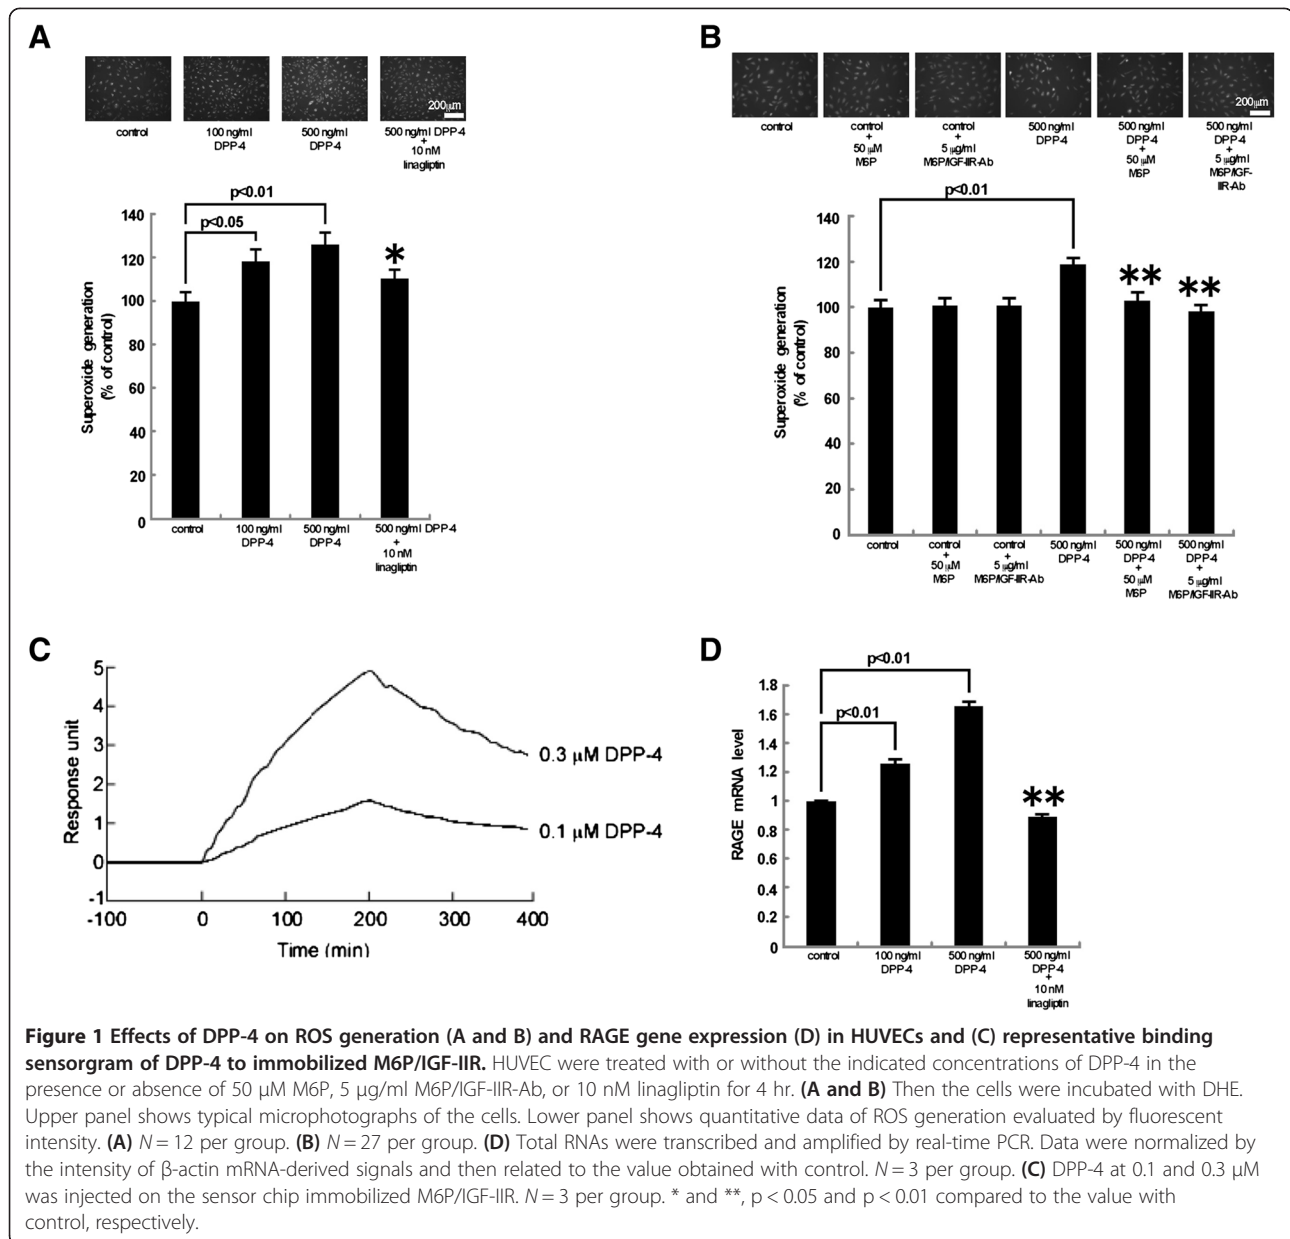 A
200µm
control
100 ng/ml
DPP-4
500 ng/ml
DPP-4
500 ng/ml DPP-4
+
10 nM
linagliptin
p<0.01
p<0.05
*
Superoxide generation
(% of control)
140
120
100
80
60
40
20
0
control
100 ng/ml
DPP-4
500 ng/ml
DPP-4
500 ng/ml DPP-4
+
10 nM
linagliptin
B
200µm
control
control
+
50 µM
M6P
control
+
5 µg/ml
M6P/IGF-IIR-Ab
500 ng/ml
DPP-4
500 ng/ml
DPP-4
+
50 µM
M6P
500 ng/ml
DPP-4
+
5 µg/ml
M6P/IGF-
IIR-Ab
p<0.01
**
**
Superoxide generation
(% of control)
140
120
100
80
60
40
20
0
control
control
+
50 µM
M6P
control
+
5 µg/ml
M6P/IGF-IIR-Ab
500 ng/ml
DPP-4
500 ng/ml
DPP-4
+
50 µM
M6P
500 ng/ml
DPP-4
+
5 µg/ml
M6P/IGF-IIR-Ab
C
Response unit
5
4
3
2
1
0
-1
-100 0 100 200 300 400
Time (min)
0.3 µM DPP-4
0.1 µM DPP-4
D
p<0.01
p<0.01
**
RAGE mRNA level
1.8
1.6
1.4
1.2
1
0.8
0.6
0.4
0.2
0
control
100 ng/ml
DPP-4
500 ng/ml
DPP-4
500 ng/ml
DPP-4
+
10 nM
linagliptin
Figure 1 Effects of DPP-4 on ROS generation (A and B) and RAGE gene expression (D) in HUVECs and (C) representative binding
sensorgram of DPP-4 to immobilized M6P/IGF-IIR. HUVEC were treated with or without the indicated concentrations of DPP-4 in the
presence or absence of 50 µM M6P, 5 µg/ml M6P/IGF-IIR-Ab, or 10 nM linagliptin for 4 hr. (A and B) Then the cells were incubated with DHE.
Upper panel shows typical microphotographs of the cells. Lower panel shows quantitative data of ROS generation evaluated by fluorescent
intensity. (A) N = 12 per group. (B) N = 27 per group. (D) Total RNAs were transcribed and amplified by real-time PCR. Data were normalized by
the intensity of β-actin mRNA-derived signals and then related to the value obtained with control. N = 3 per group. (C) DPP-4 at 0.1 and 0.3 µM
was injected on the sensor chip immobilized M6P/IGF-IIR. N = 3 per group. * and **, p < 0.05 and p < 0.01 compared to the value with
control, respectively.